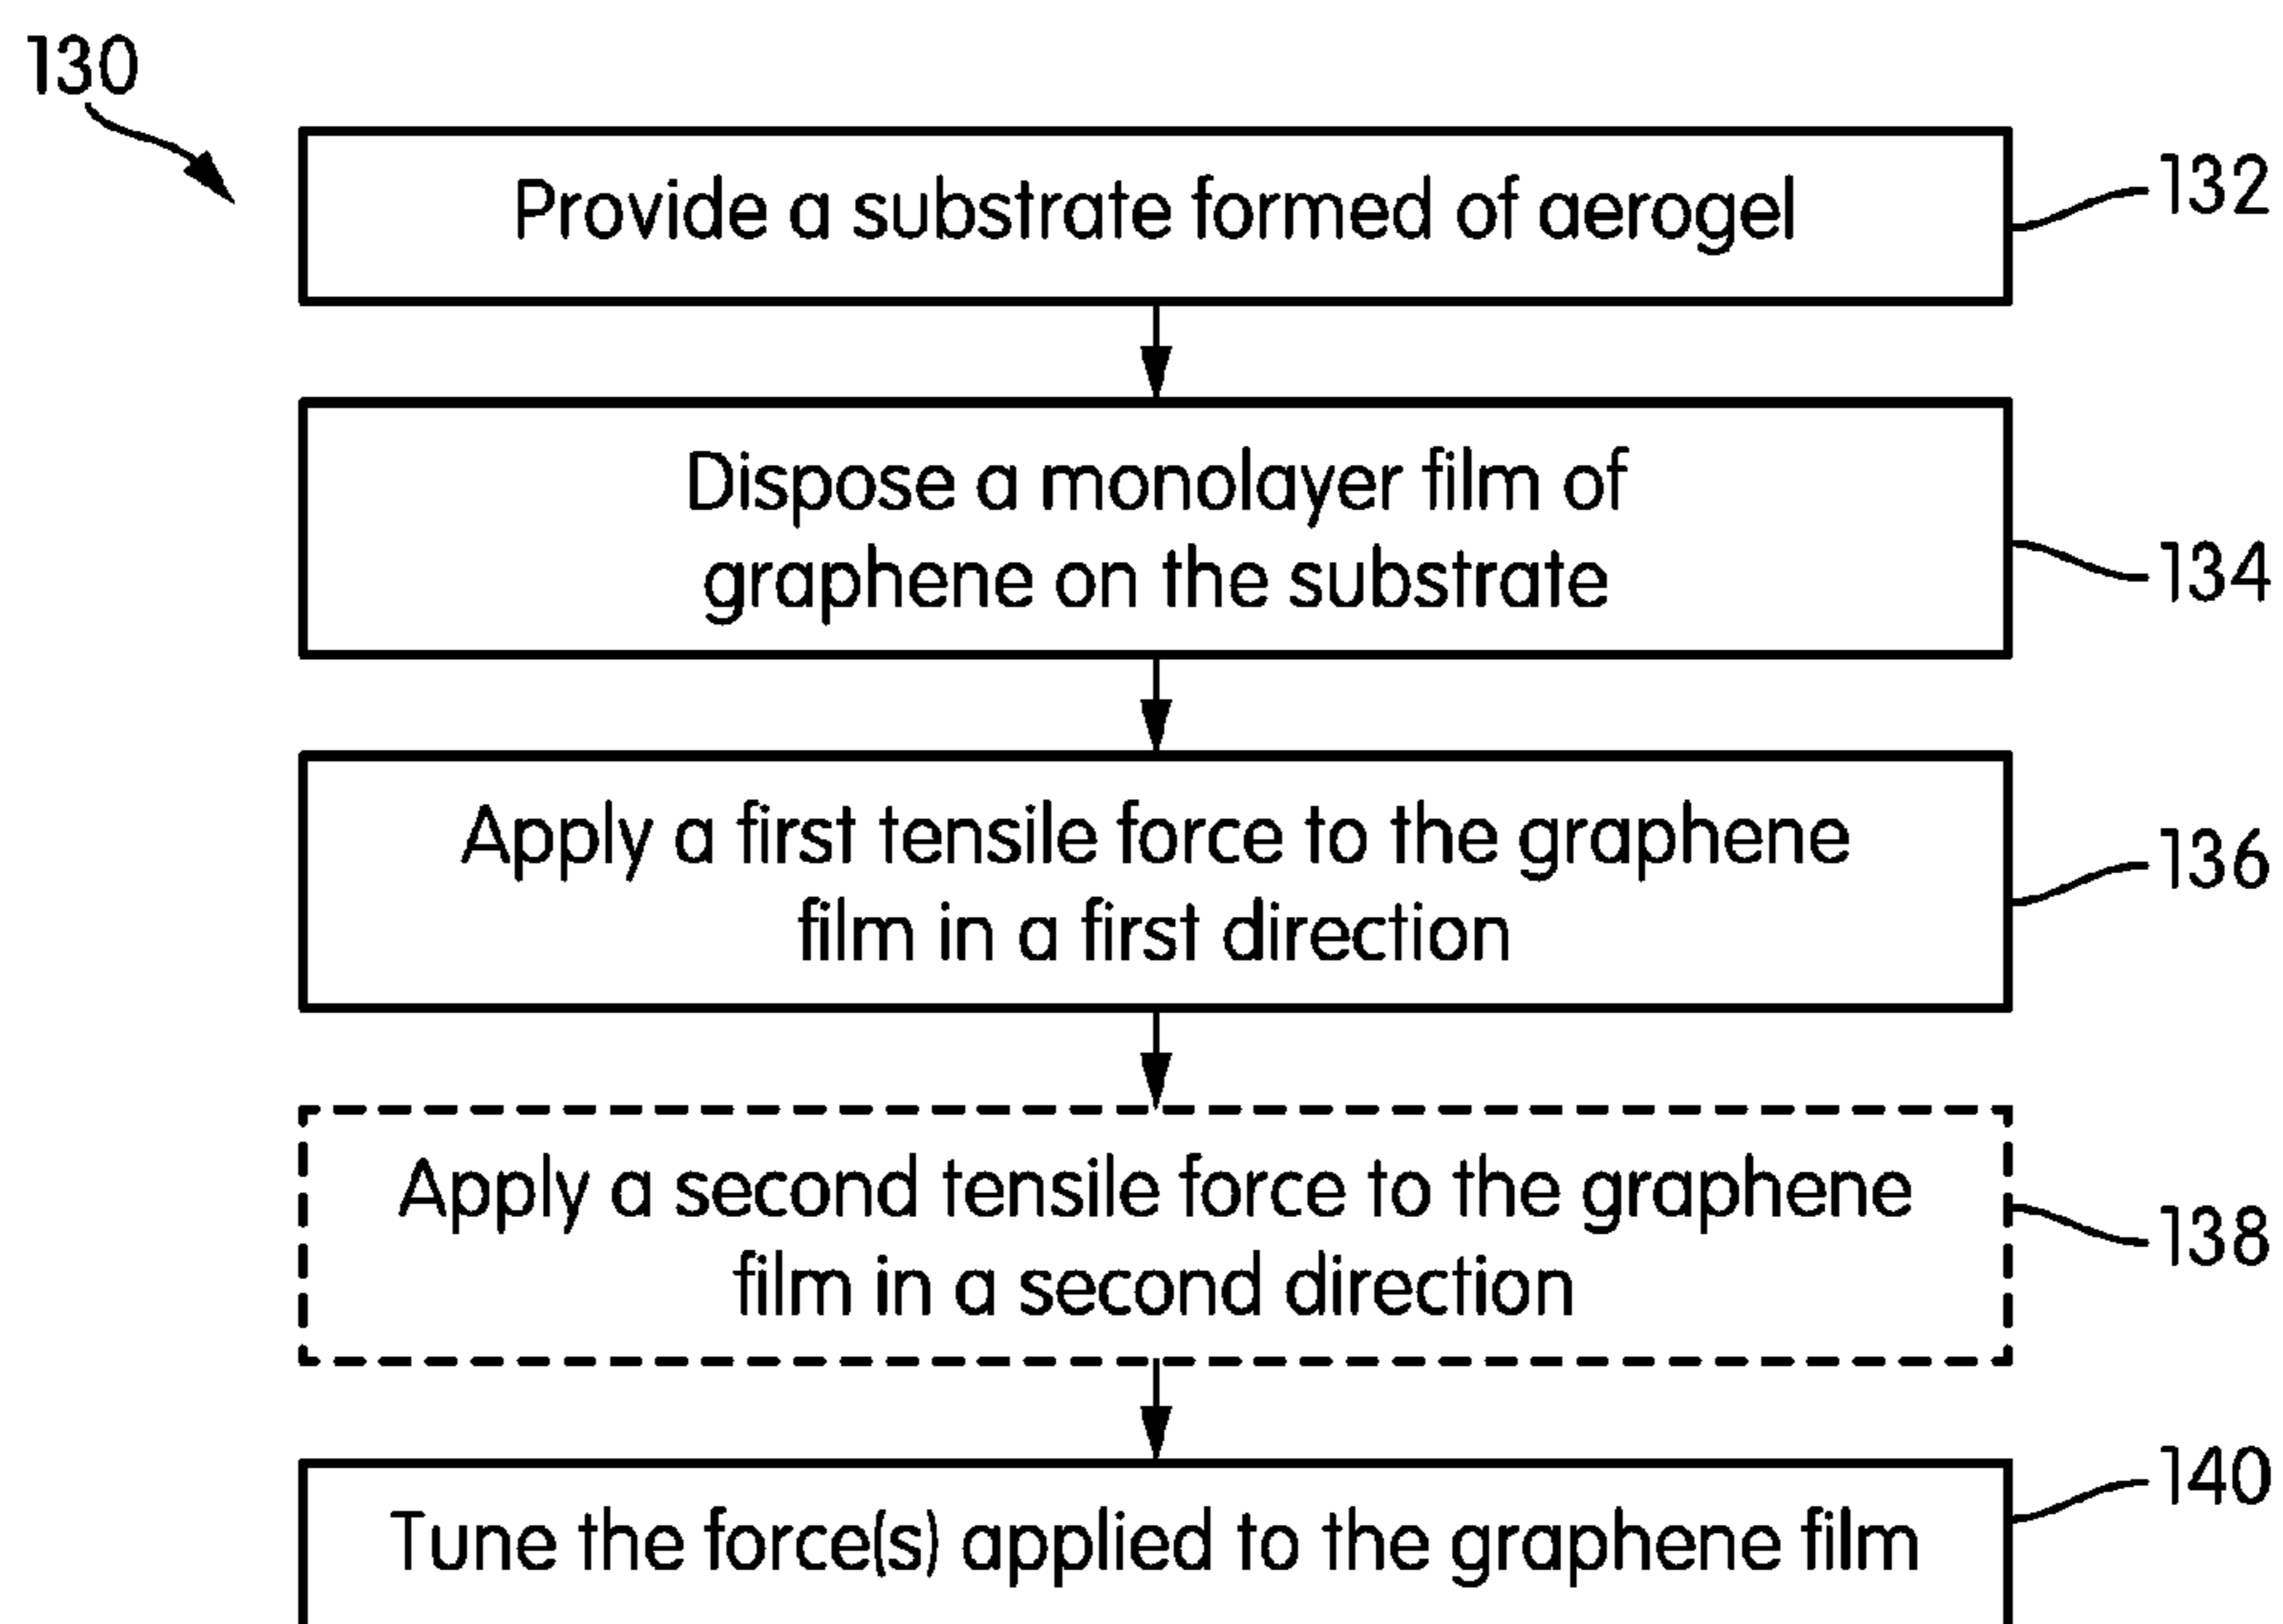 130
Provide a substrate formed of aerogel
132
Dispose a monolayer film of
graphene on the substrate
134
Apply a first tensile force to the graphene
film in a first direction
136
Apply a second tensile force to the graphene
film in a second direction
138
140
Tune the force(s) applied to the graphene film